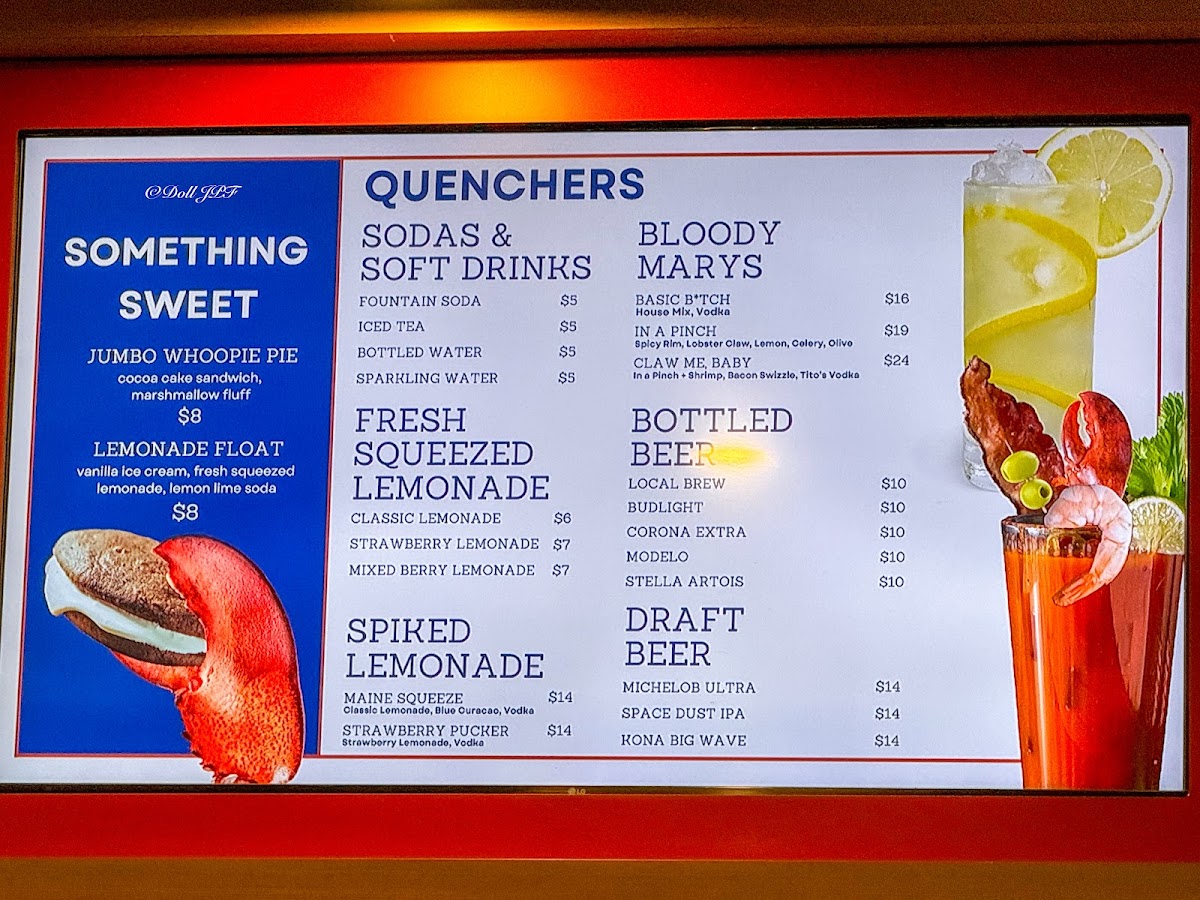 ©Doll JPF
SOMETHING
SWEET
JUMBO WHOOPIE PIE
cocoa cake sandwich,
marshmallow fluff
$8
LEMONADE FLOAT
vanilla ice cream, fresh squeezed
lemonade, lemon lime soda
$8
QUENCHERS
SODAS &
SOFT DRINKS
FOUNTAIN SODA $5
ICED TEA $5
BOTTLED WATER $5
SPARKLING WATER $5
FRESH
SQUEEZED
LEMONADE
CLASSIC LEMONADE $6
STRAWBERRY LEMONADE $7
MIXED BERRY LEMONADE $7
SPIKED
LEMONADE
MAINE SQUEEZE $14
Classic Lemonade, Blue Curacao, Vodka
STRAWBERRY PUCKER $14
Strawberry Lemonade, Vodka
BLOODY
MARYS
BASIC B*TCH $16
House Mix, Vodka
IN A PINCH $19
Spicy Rim, Lobster Claw, Lemon, Celery, Olive
CLAW ME, BABY $24
In a Pinch + Shrimp, Bacon Swizzle, Tito's Vodka
BOTTLED
BEER
LOCAL BREW $10
BUDLIGHT $10
CORONA EXTRA $10
MODELO $10
STELLA ARTOIS $10
DRAFT
BEER
MICHELOB ULTRA $14
SPACE DUST IPA $14
KONA BIG WAVE $14
LG